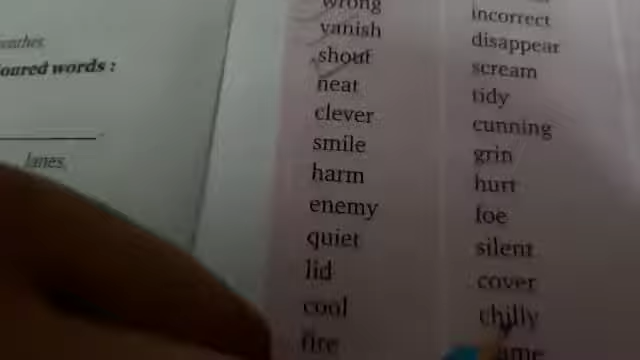 oured words :
lanes,
wrong incorrect
vanish disappear
shout scream
neat tidy
clever cunning
smile grin
harm hurt
enemy foe
quiet silent
lid cover
cool chilly
fire